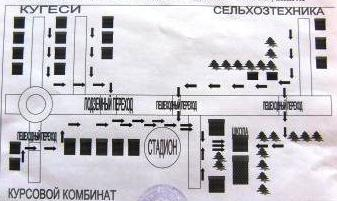 КУГЕСИ
СЕЛЬХОЗТЕХНИКА
ПОДЗЕМНЫЙ ПЕРЕХОД
ПЕШЕХОДНЫЙ ПЕРЕХОД
ПЕШЕХОДНЫЙ ПЕРЕХОД
ПЕШЕХОДНЫЙ ПЕРЕХОД
ШКОЛА
СТАДИОН
КУРСОВОЙ КОМБИНАТ